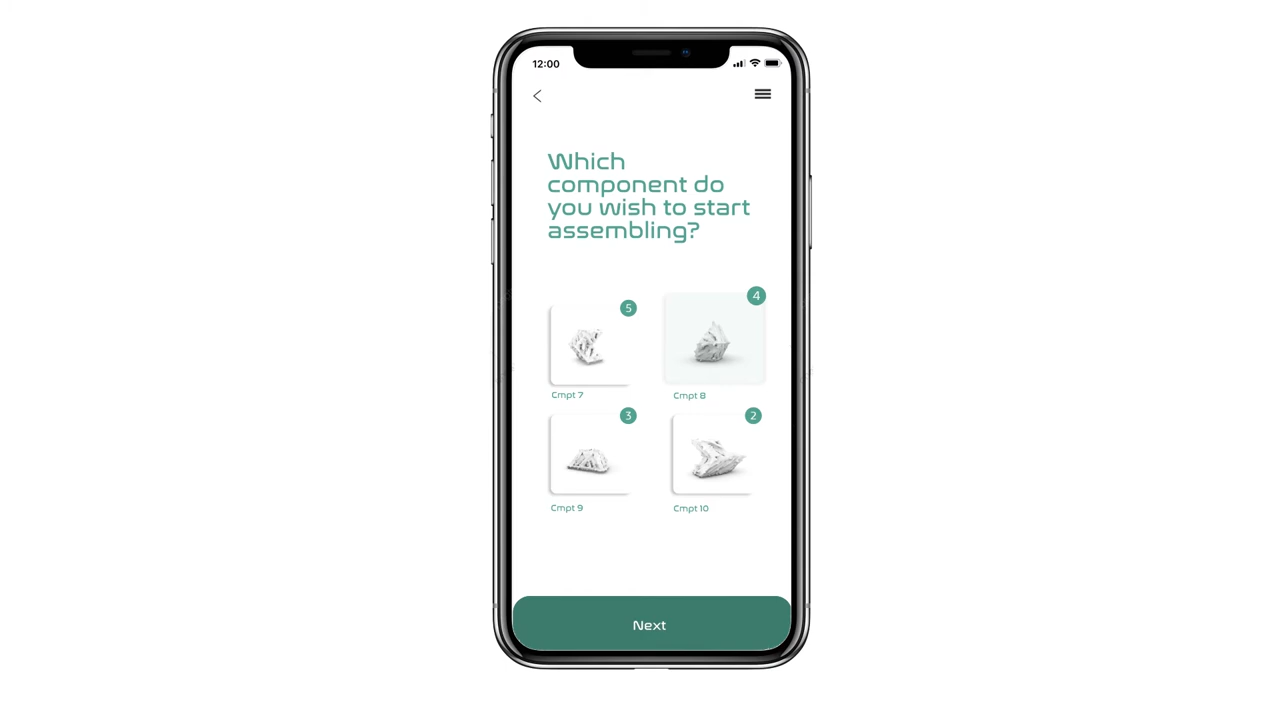 12:00
Which
component do
you wish to start
assembling?
5
4
Cmpt 7
Cmpt 8
3
2
Cmpt 9
Cmpt 10
Next